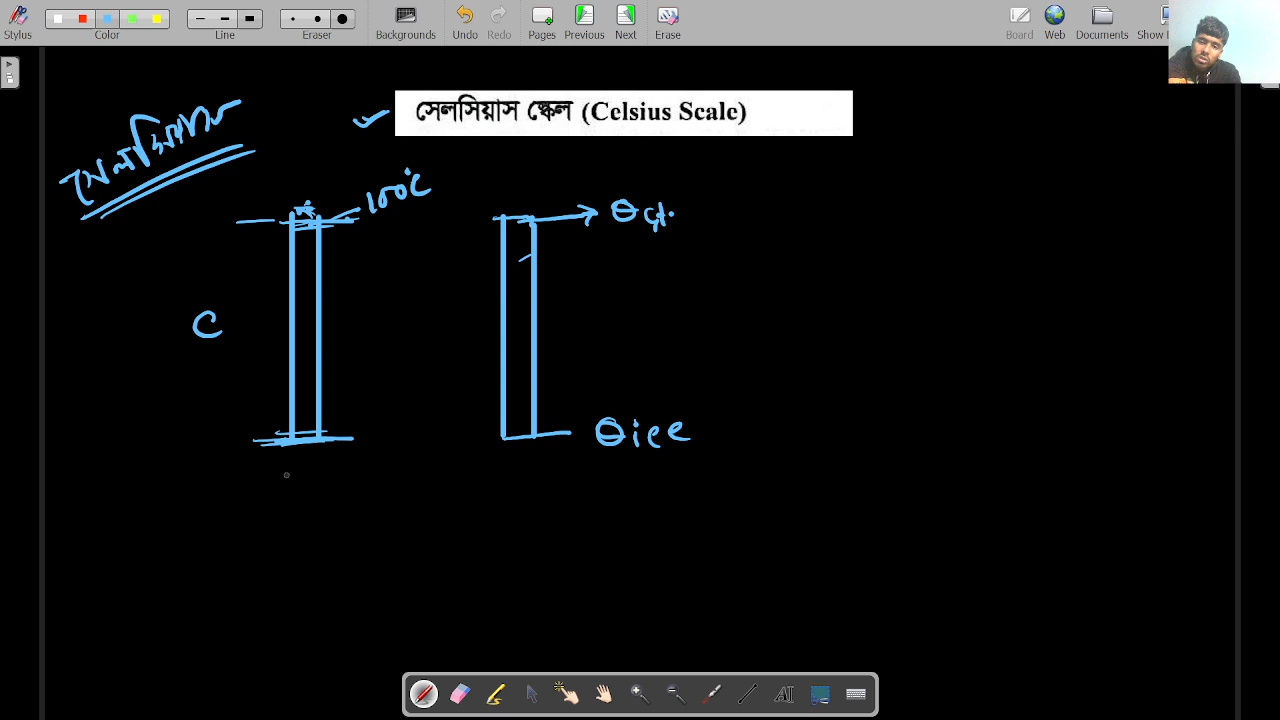 Stylus
Color
Line
Eraser
Backgrounds
Undo
Redo
Pages
Previous
Next
Erase
Board
Web
Documents
সেলসিয়াস স্কেল (Celsius Scale)
সেলসিয়াস
100°C
θst.
C
θice
AI